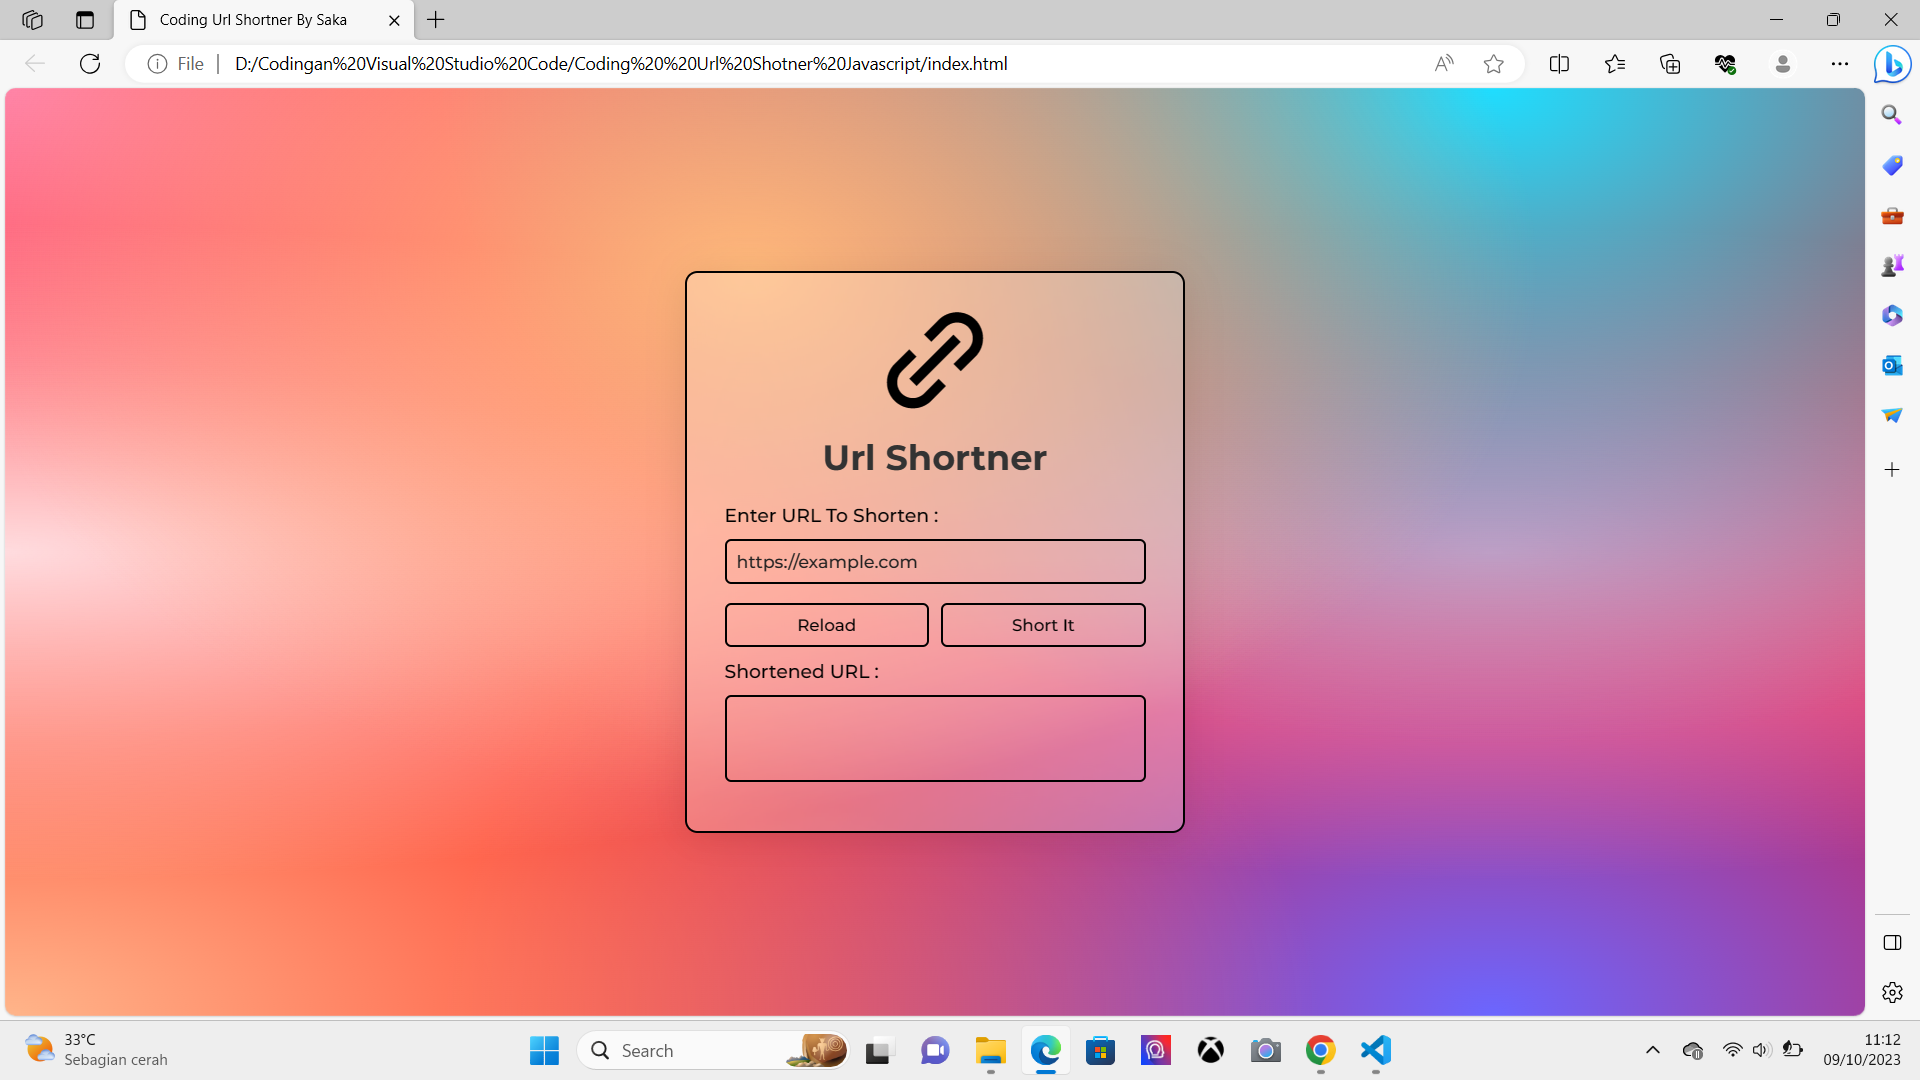 Coding Url Shortner By Saka
File
D:/Codingan%20Visual%20Studio%20Code/Coding%20%20Url%20Shotner%20Javascript/index.html
Url Shortner
Enter URL To Shorten :
https://example.com
Reload
Short It
Shortened URL :
33°C
Sebagian cerah
Search
11:12
09/10/2023